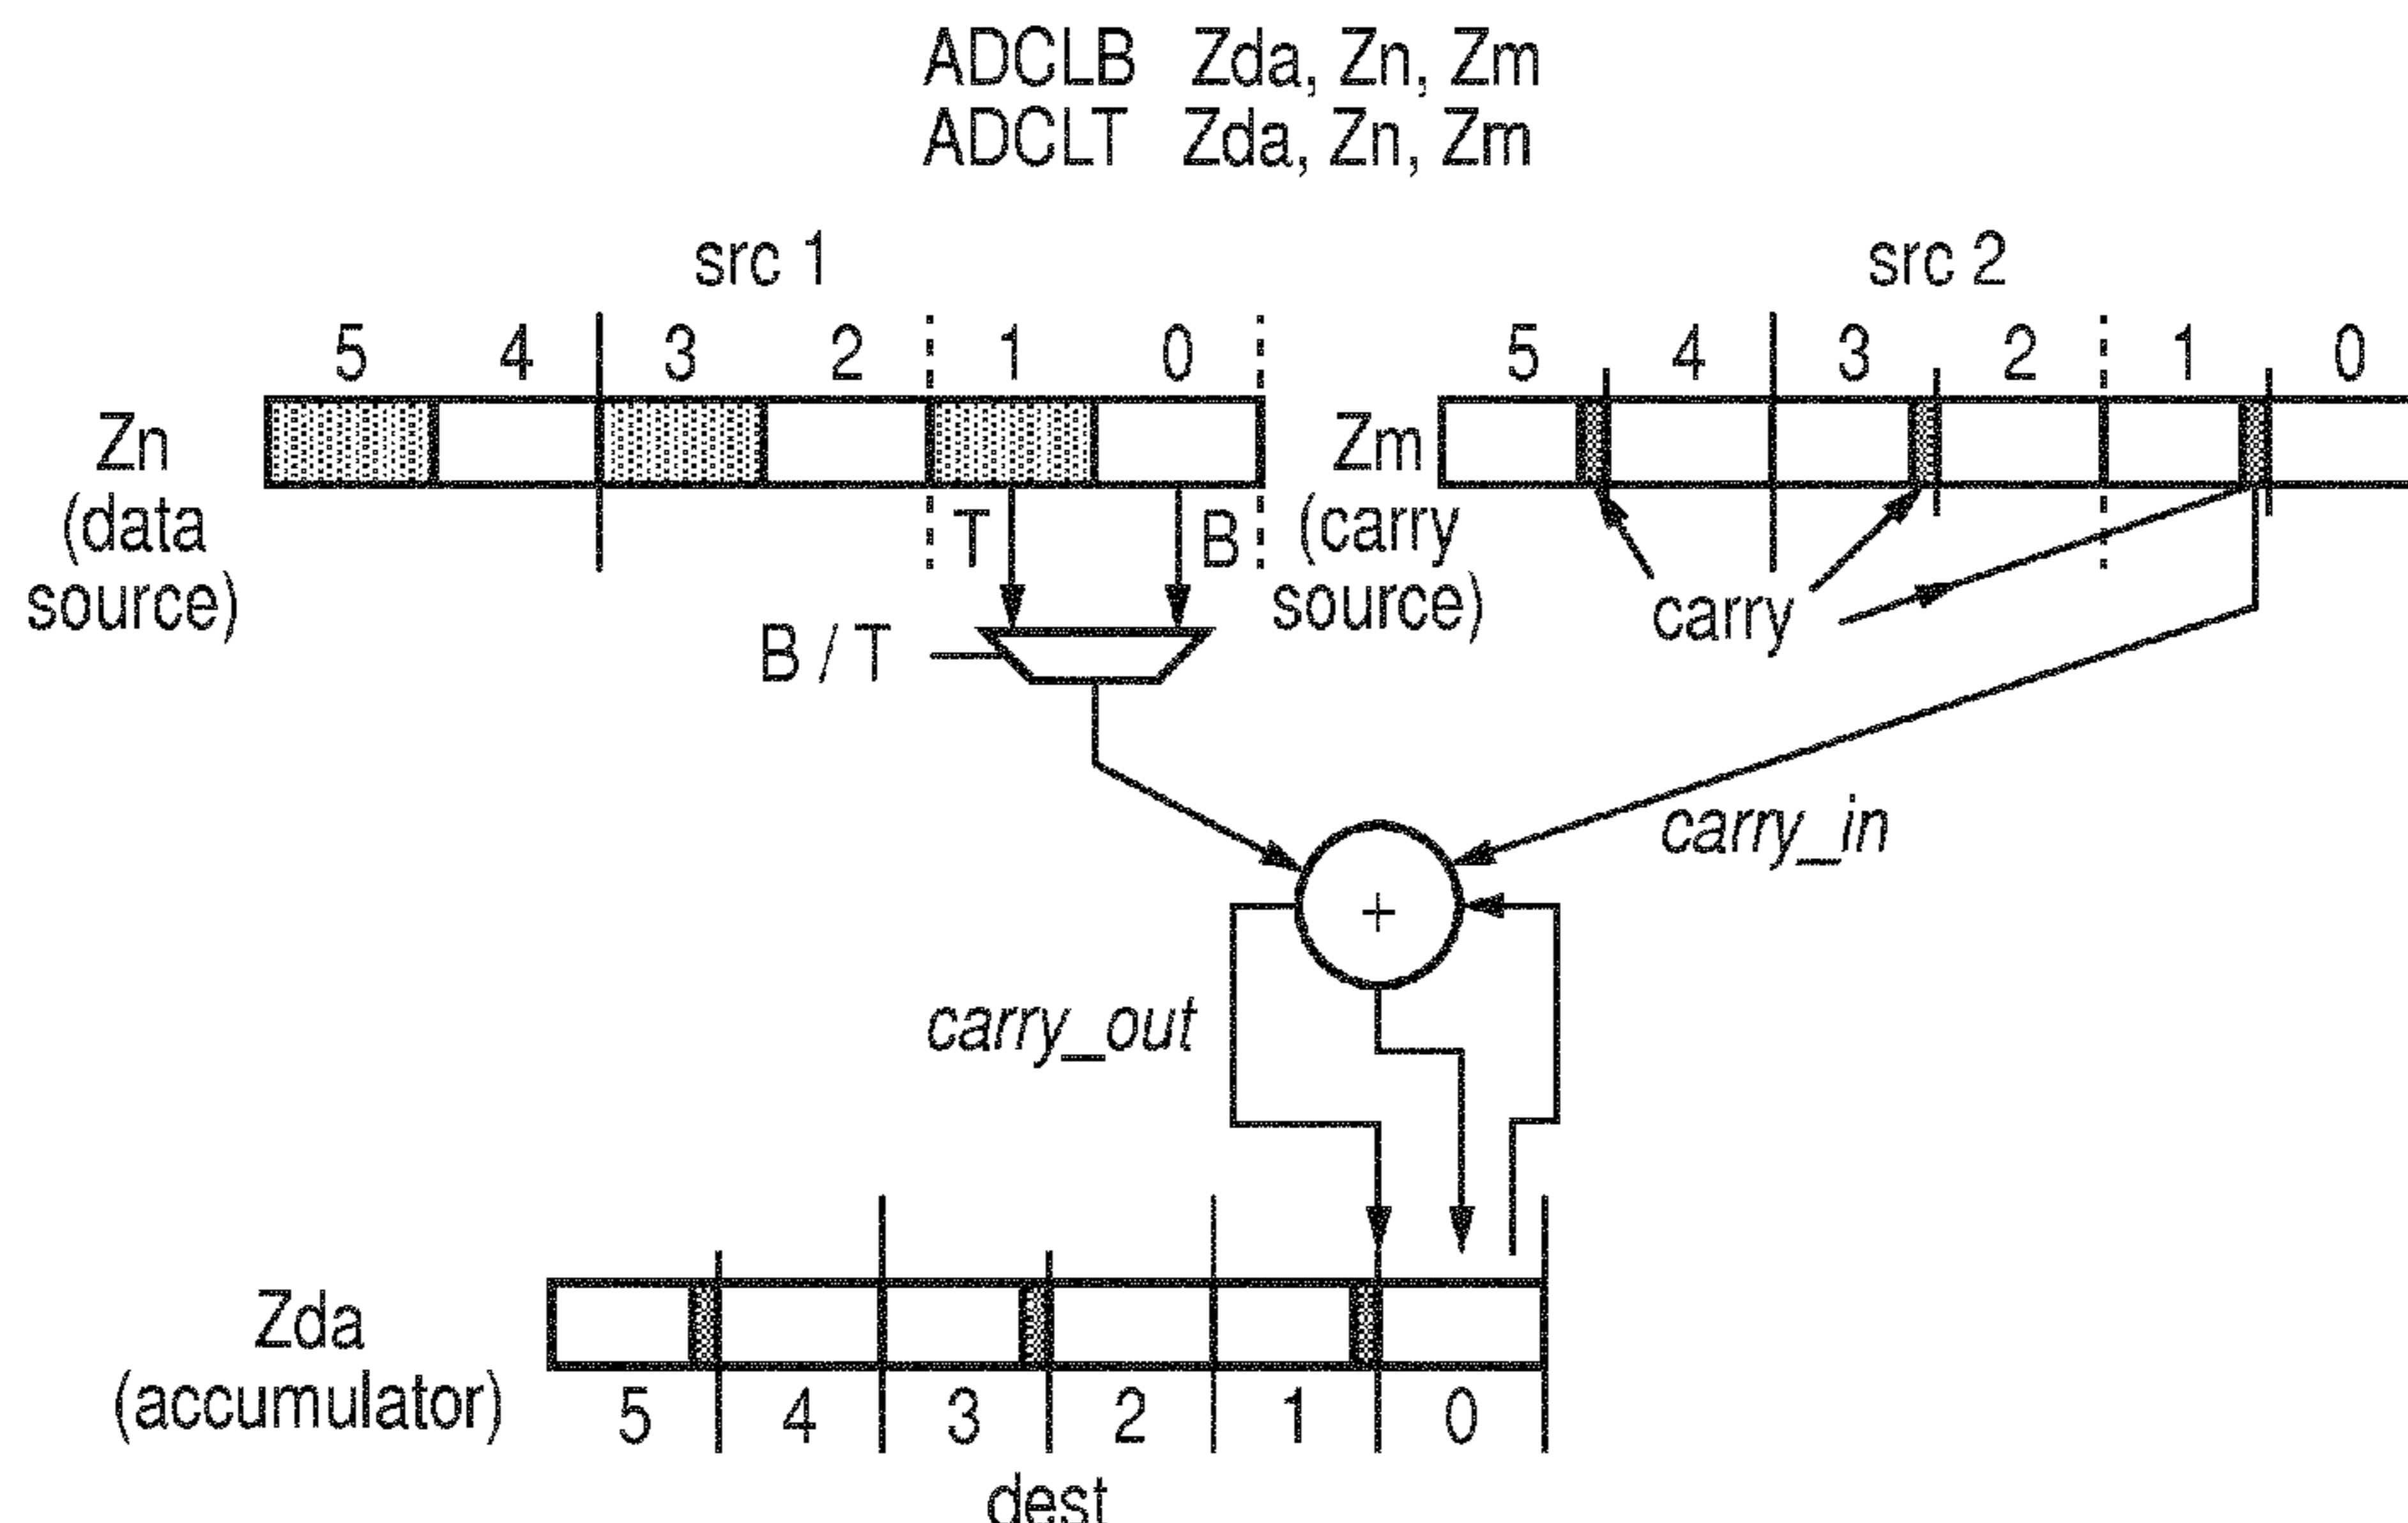 ADCLB Zda, Zn, Zm
ADCLT Zda, Zn, Zm
src 1
src 2
5 4 3 2 1 0
5 4 3 2 1 0
Zn
(data
source)
Zm
(carry
source)
T
B
carry
B / T
carry_in
+
carry_out
Zda
(accumulator)
5 4 3 2 1 0
dest